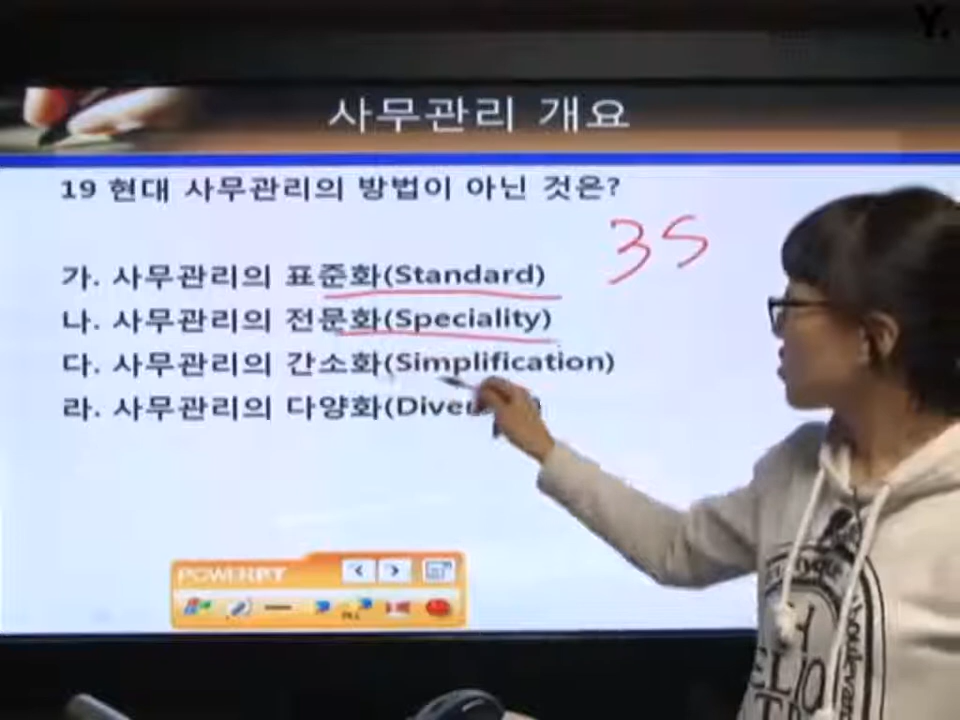 사무관리 개요
19 현대 사무관리의 방법이 아닌 것은?
3S
가. 사무관리의 표준화(Standard)
나. 사무관리의 전문화(Speciality)
다. 사무관리의 간소화(Simplification)
라. 사무관리의 다양화(
POWERPT